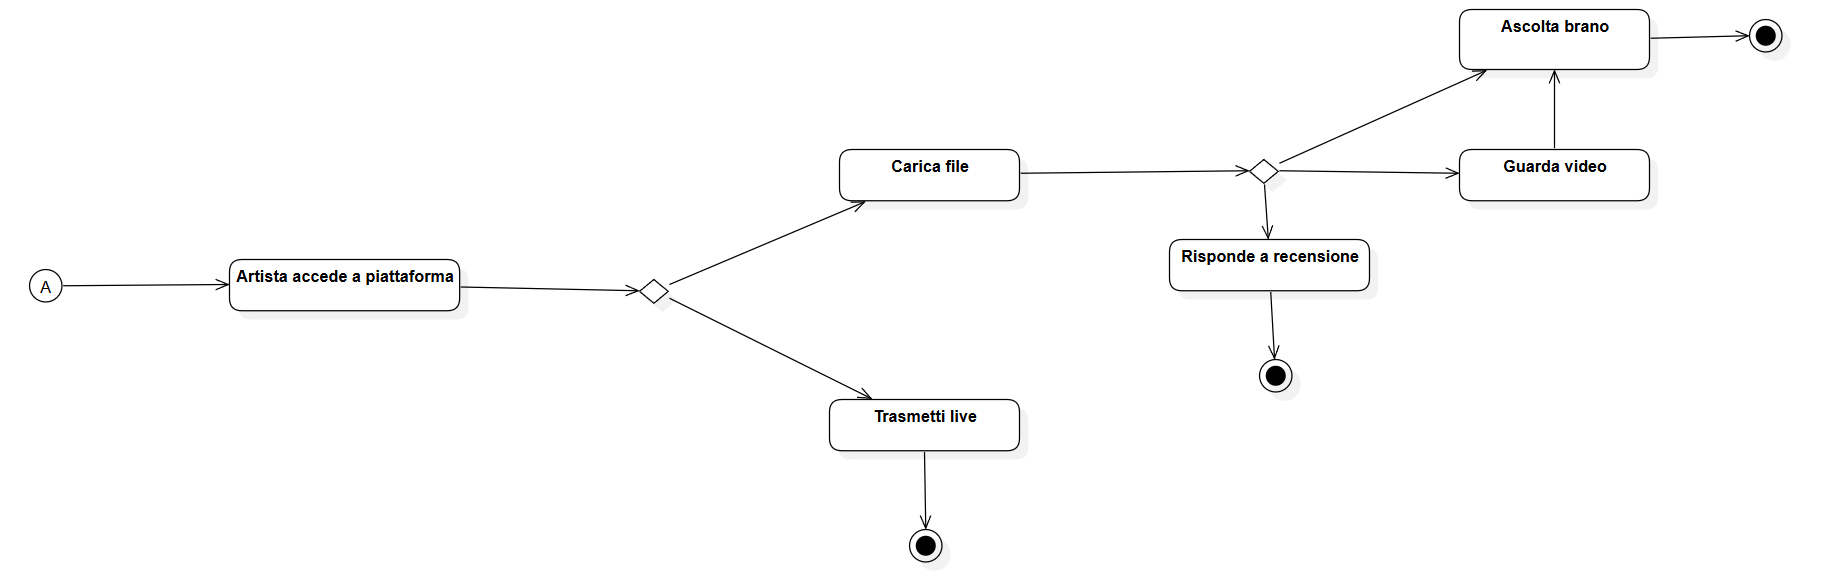 Ascolta brano
Carica file
Guarda video
Risponde a recensione
A
Artista accede a piattaforma
Trasmetti live